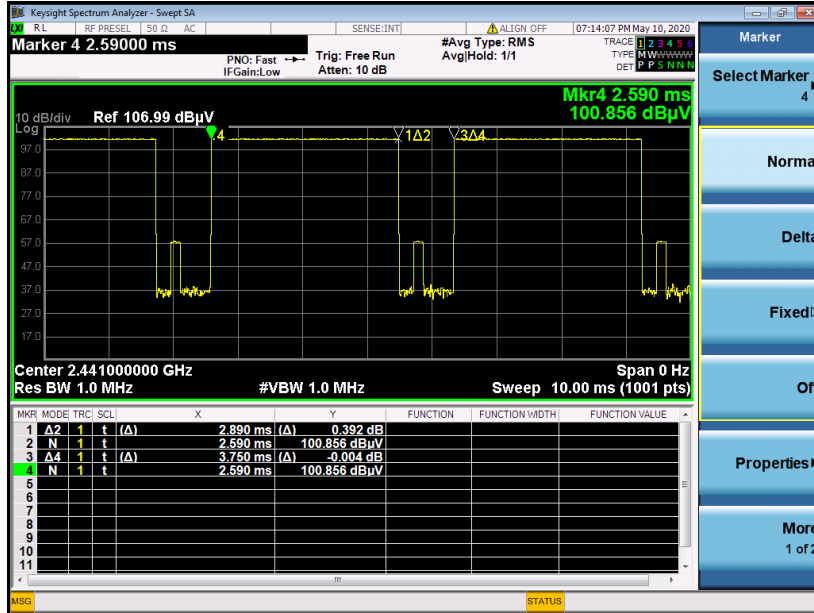 Keysight Spectrum Analyzer - Swept SA
LXI RL RF PRESEL 50 Ω AC SENSE:INT ALIGN OFF 07:14:07 PM May 10, 2020
Marker 4 2.59000 ms
PNO: Fast
IFGain:Low
Trig: Free Run
Atten: 10 dB
#Avg Type: RMS
Avg|Hold: 1/1
TRACE 1 2 3 4 5 6
TYPE MWWWWW
DET P P S N N N
Mkr4 2.590 ms
100.856 dBµV
10 dB/div Ref 106.99 dBµV
Log
97.0
87.0
77.0
67.0
57.0
47.0
37.0
27.0
17.0
4
1Δ2
3Δ4
Center 2.441000000 GHz Span 0 Hz
Res BW 1.0 MHz #VBW 1.0 MHz Sweep 10.00 ms (1001 pts)
MKR MODE TRC SCL X Y FUNCTION FUNCTION WIDTH FUNCTION VALUE
1 Δ2 1 t (Δ) 2.890 ms (Δ) 0.392 dB
2 N 1 t 2.590 ms 100.856 dBuV
3 Δ4 1 t (Δ) 3.750 ms (Δ) -0.004 dB
4 N 1 t 2.590 ms 100.856 dBuV
5
6
7
8
9
10
11
MSG STATUS
Marker
Select Marker
4
Norma
Delta
Fixed
Of
Properties
More
1 of 2